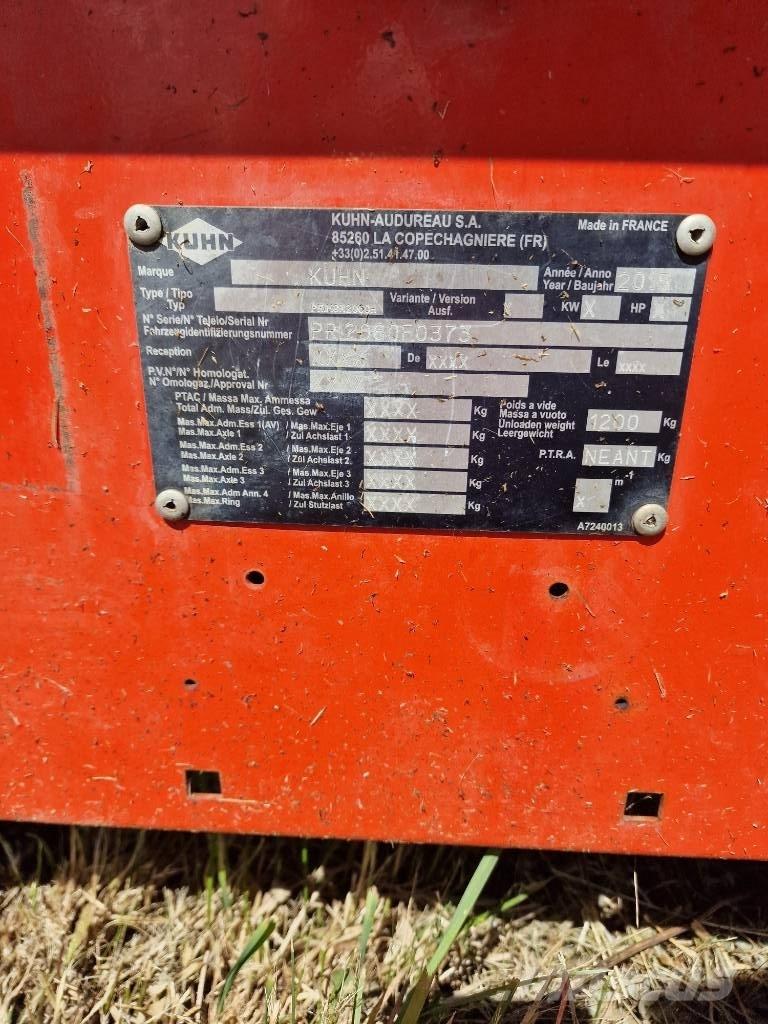 KUHN
KUHN-AUDUREAU S.A.
85260 LA COPECHAGNIERE (FR)
+33(0)2.51.41.47.00
Made in FRANCE
Marque KUHN
Année / Anno
Year / Baujahr
Type / Tipo
Typ
Variante / Version
Ausf. X KW X HP X
N° Serie/N° Telelo/Serial Nr
Fahrzeugidentifizierungsnummer
Reception De XXXX Le XXXX
P.V.N°/N° Homologat.
N° Omologaz./Approval Nr
PTAC / Massa Max. Ammessa
Total Adm. Mass/Zul. Ges. Gew XXXX Kg
Mas.Max.Adm.Ess 1(AV) / Mas.Max.Eje 1
Mas.Max.Axle 1 / Zul Achslast 1 XXXX Kg
Mas.Max.Adm.Ess 2 / Mas.Max.Eje 2
Mas.Max.Axle 2 / Zul Achslast 2 XXXX Kg
Mas.Max.Adm.Ess 3 / Mas.Max.Eje 3
Mas.Max.Axle 3 / Zul Achslast 3 XXXX Kg
Mas.Max.Adm Ann. 4 / Mas.Max.Anillo
Mas.Max.Ring / Zul Stutzlast XXXX Kg
Poids a vide
Massa a vuoto
Unloaden weight
Leergewicht 1200 Kg
P.T.R.A. NEANT Kg
X m-1
A7240013